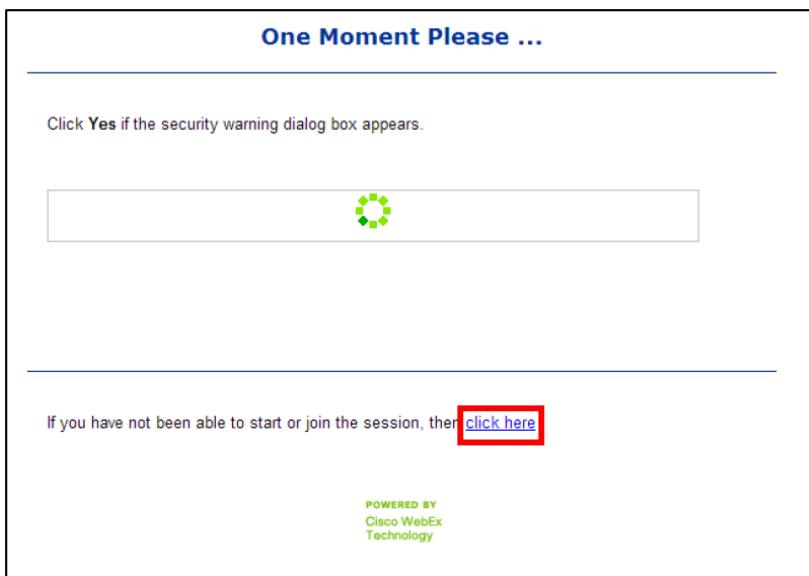 One Moment Please ...
Click Yes if the security warning dialog box appears.
If you have not been able to start or join the session, then click here
POWERED BY
Cisco WebEx
Technology